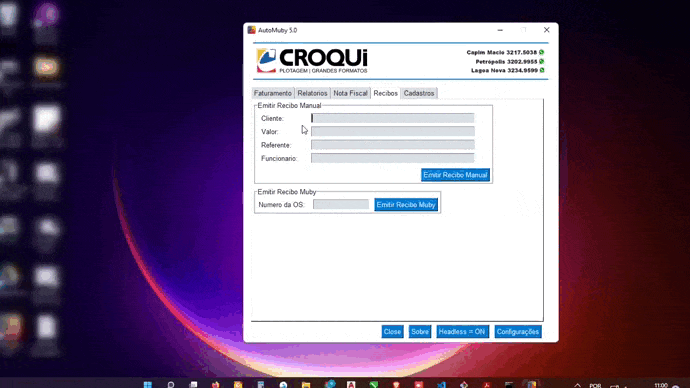 AutoMuby 5.0
CROQUi
PLOTAGEM | GRANDES FORMATOS
Capim Macio 3217.5038
Petropolis 3202.9955
Lagoa Nova 3234.9599
Faturamento Relatorios Nota Fiscal Recibos Cadastros
Emitir Recibo Manual
Cliente:
Valor:
Referente:
Funcionario:
Emitir Recibo Manual
Emitir Recibo Muby
Numero da OS: Emitir Recibo Muby
Close Sobre Headless = ON Configurações
POR 11:00